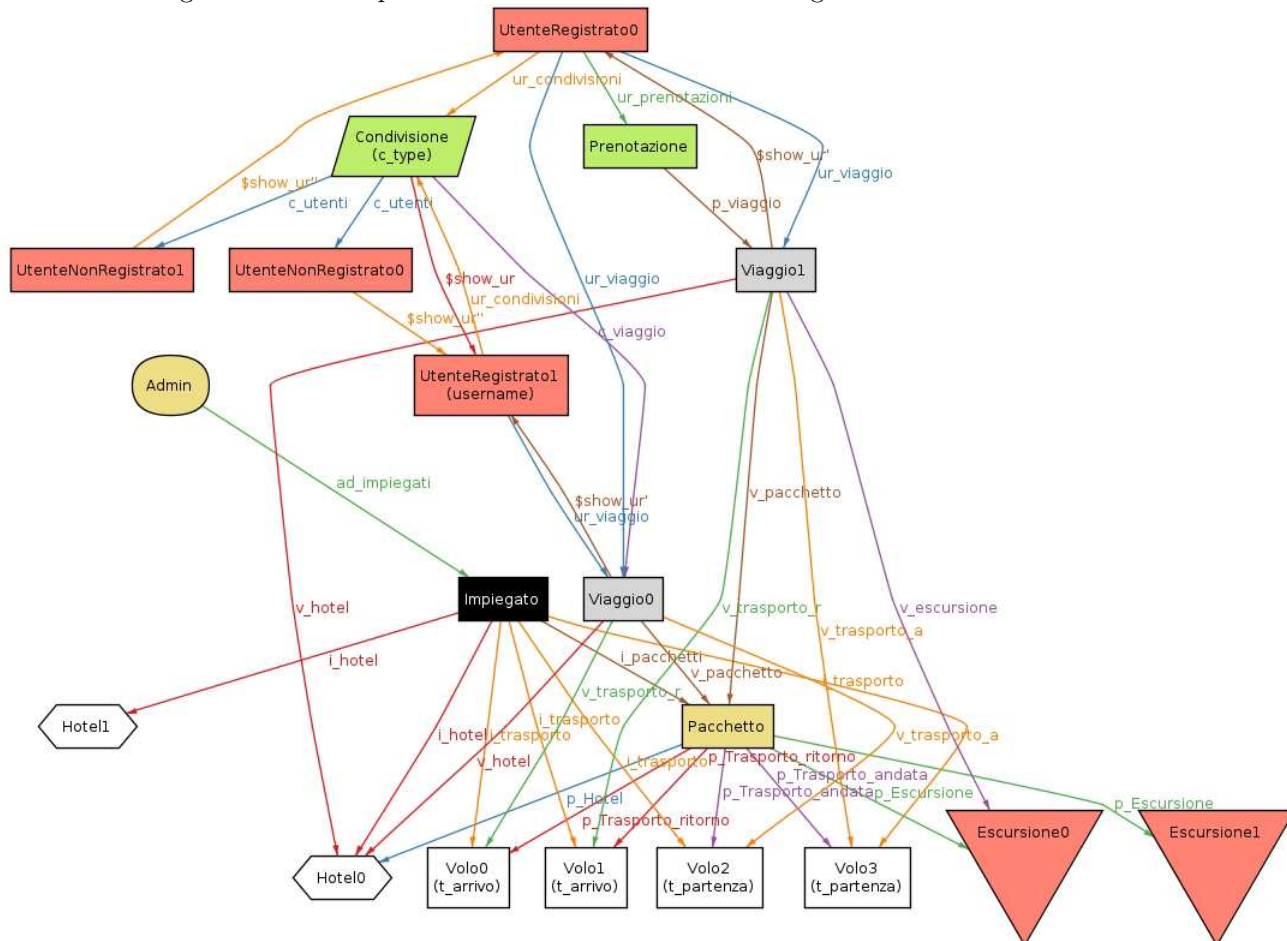 UtenteRegistrato0
ur_condivisioni
ur_prenotazioni
Condivisione
(c_type)
Prenotazione
$show_ur'
ur_viaggio
$show_ur''
c_utenti
c_utenti
p_viaggio
UtenteNonRegistrato1
UtenteNonRegistrato0
$show_ur
ur_viaggio
Viaggio1
ur_condivisioni
$show_ur''
c_viaggio
Admin
UtenteRegistrato1
(username)
ad_impiegati
v_pacchetto
$show_ur'
ur_viaggio
Impiegato
Viaggio0
v_hotel
v_trasporto_r
v_escursione
v_trasporto_a
i_hotel
i_pacchetti
v_pacchetto
i_trasporto
v_trasporto_r
Hotel1
i_hotel
i_trasporto
i_trasporto
Pacchetto
v_trasporto_a
v_hotel
i_trasporto
p_Trasporto_ritorno
p_Trasporto_andata
p_Trasporto_andata
p_Escursione
p_Hotel
p_Escursione
p_Trasporto_ritorno
Escursione0
Escursione1
Hotel0
Volo0
(t_arrivo)
Volo1
(t_arrivo)
Volo2
(t_partenza)
Volo3
(t_partenza)